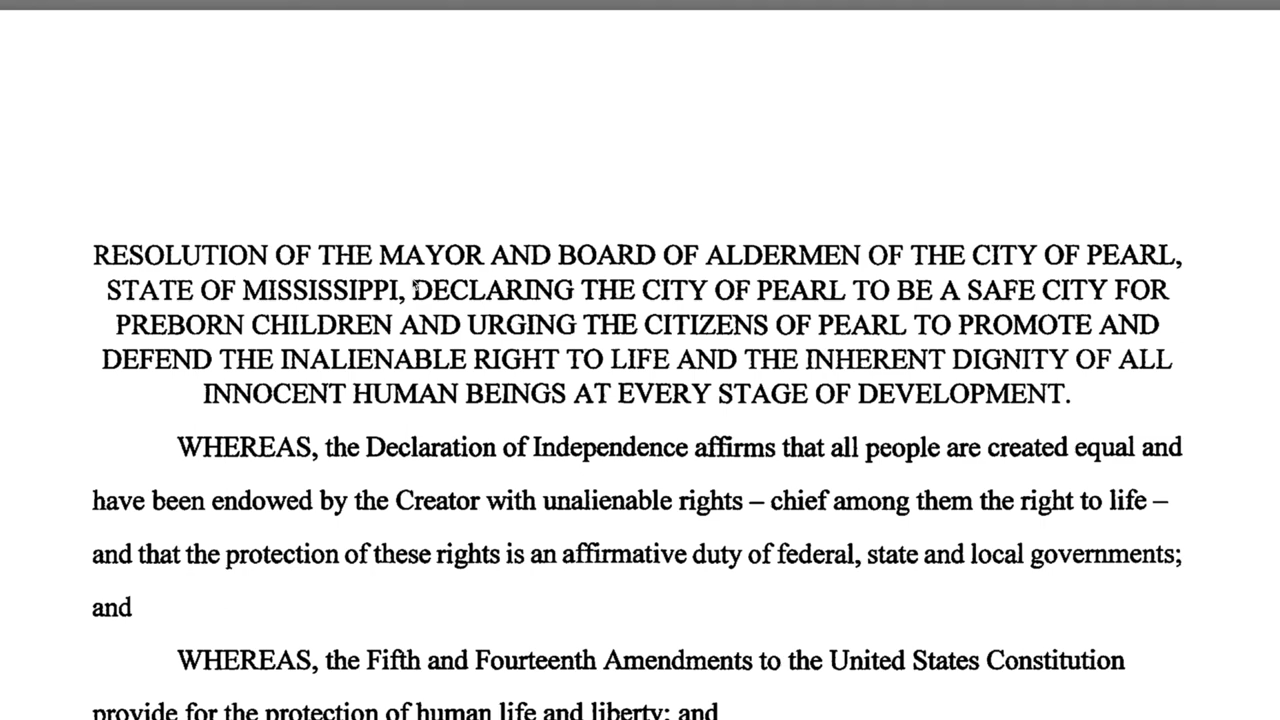 RESOLUTION OF THE MAYOR AND BOARD OF ALDERMEN OF THE CITY OF PEARL,
STATE OF MISSISSIPPI, DECLARING THE CITY OF PEARL TO BE A SAFE CITY FOR
PREBORN CHILDREN AND URGING THE CITIZENS OF PEARL TO PROMOTE AND
DEFEND THE INALIENABLE RIGHT TO LIFE AND THE INHERENT DIGNITY OF ALL
INNOCENT HUMAN BEINGS AT EVERY STAGE OF DEVELOPMENT.
WHEREAS, the Declaration of Independence affirms that all people are created equal and
have been endowed by the Creator with unalienable rights – chief among them the right to life –
and that the protection of these rights is an affirmative duty of federal, state and local governments;
and
WHEREAS, the Fifth and Fourteenth Amendments to the United States Constitution
provide for the protection of human life and liberty; and